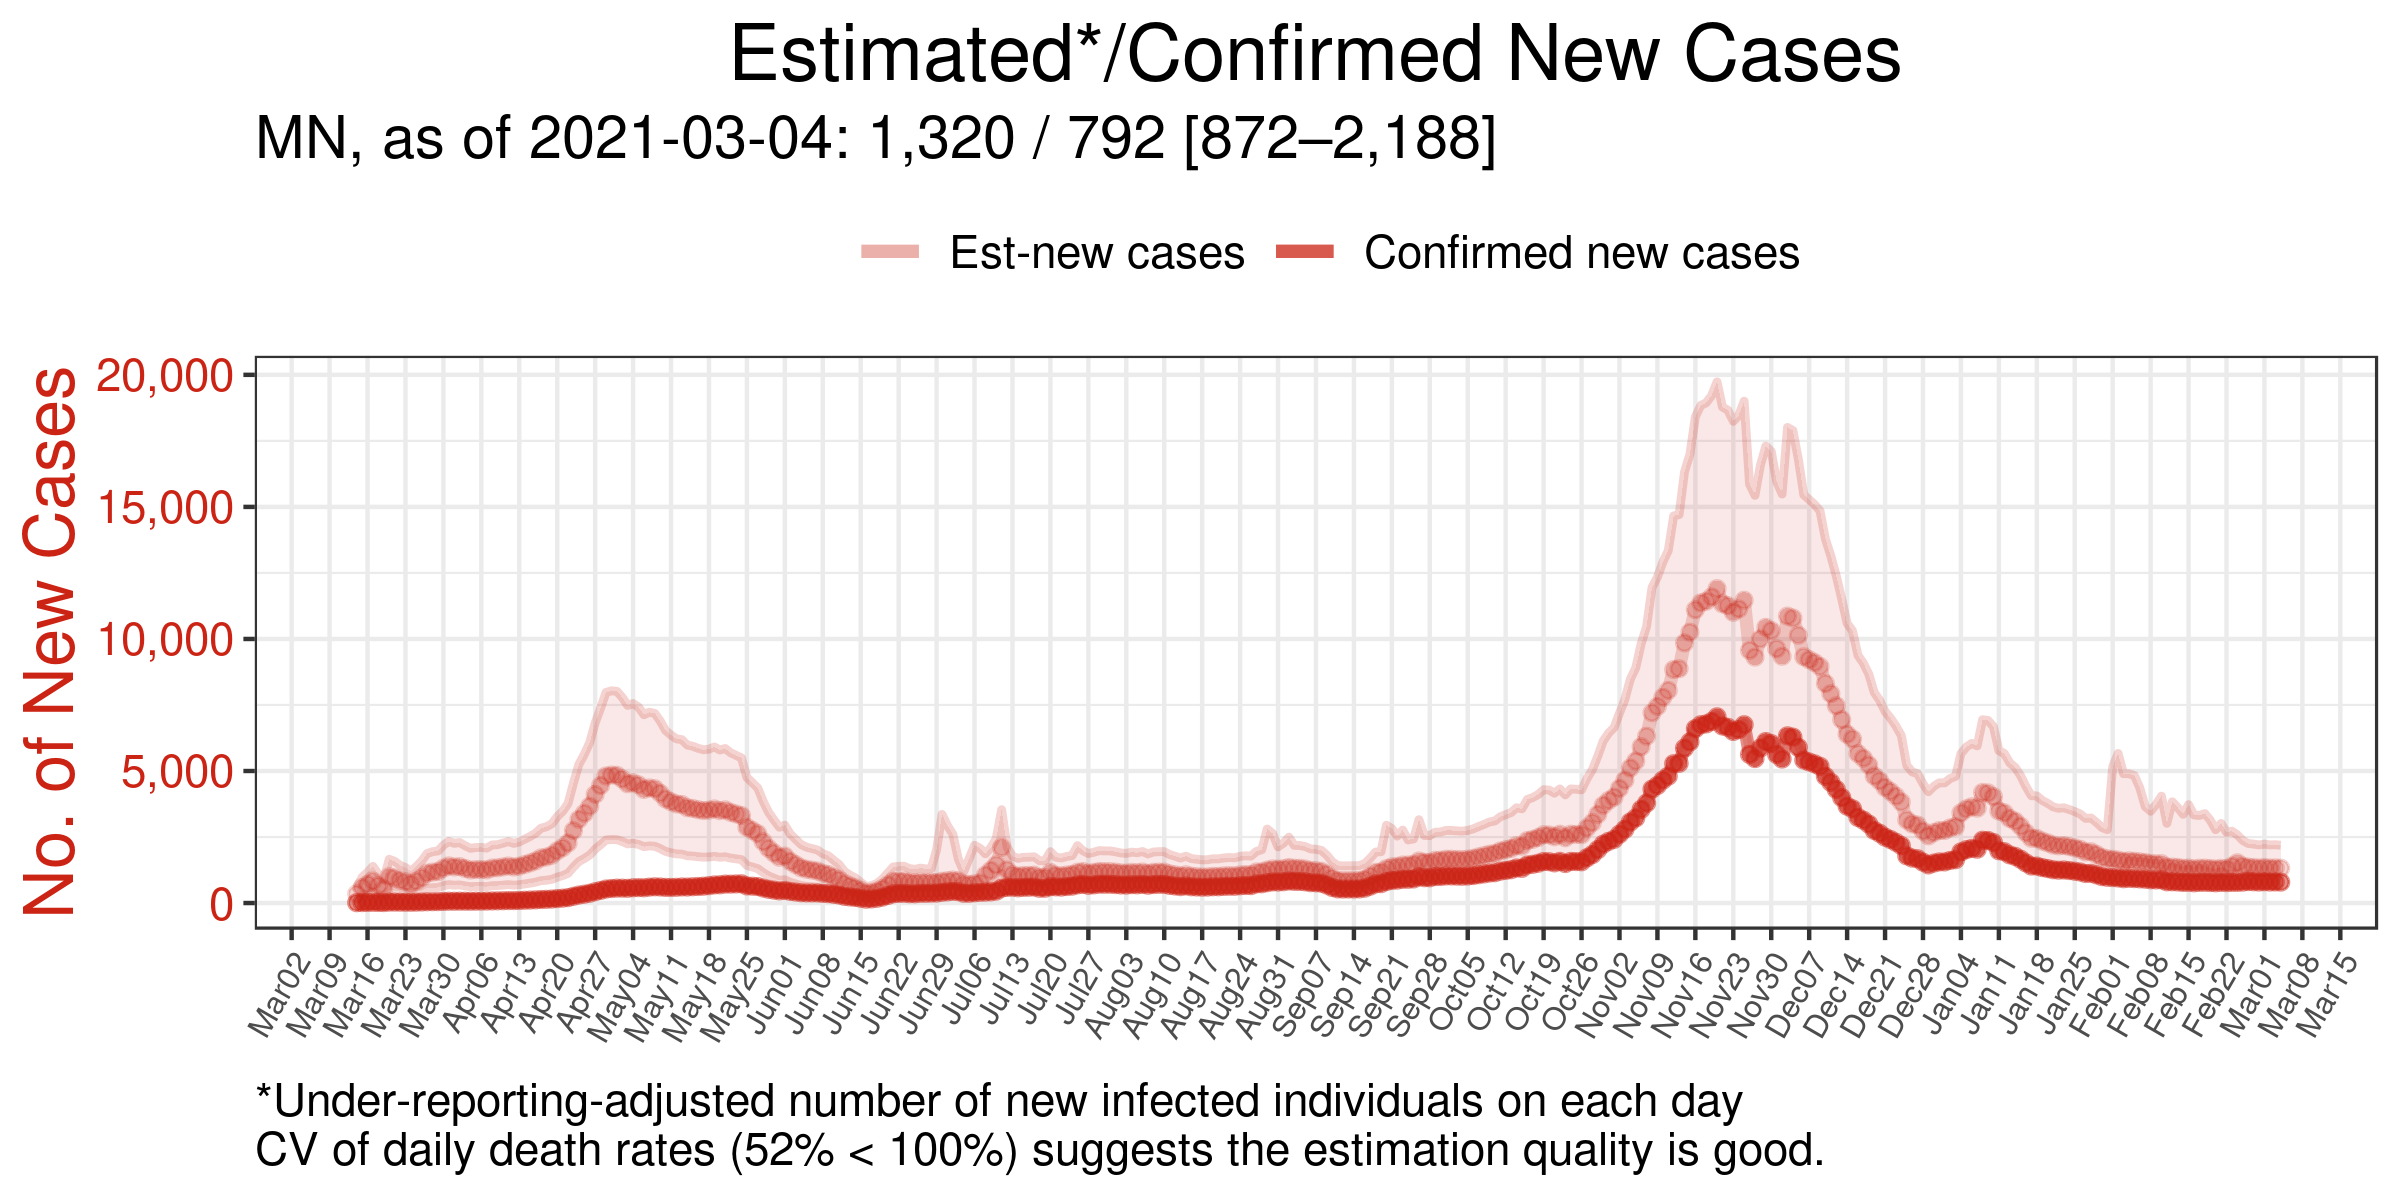 Estimated*/Confirmed New Cases
MN, as of 2021-03-04: 1,320 / 792 [872–2,188]
Est-new cases Confirmed new cases
No. of New Cases
20,000
15,000
10,000
5,000
0
Mar02 Mar09 Mar16 Mar23 Mar30 Apr06 Apr13 Apr20 Apr27 May04 May11 May18 May25 Jun01 Jun08 Jun15 Jun22 Jun29 Jul06 Jul13 Jul20 Jul27 Aug03 Aug10 Aug17 Aug24 Aug31 Sep07 Sep14 Sep21 Sep28 Oct05 Oct12 Oct19 Oct26 Nov02 Nov09 Nov16 Nov23 Nov30 Dec07 Dec14 Dec21 Dec28 Jan04 Jan11 Jan18 Jan25 Feb01 Feb08 Feb15 Feb22 Mar01 Mar08 Mar15
*Under-reporting-adjusted number of new infected individuals on each day
CV of daily death rates (52% < 100%) suggests the estimation quality is good.